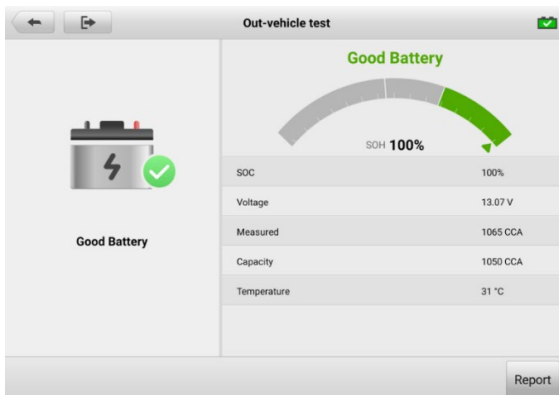 Out-vehicle test
Good Battery
Good Battery
SOH 100%
SOC 100%
Voltage 13.07 V
Measured 1065 CCA
Capacity 1050 CCA
Temperature 31 °C
Report